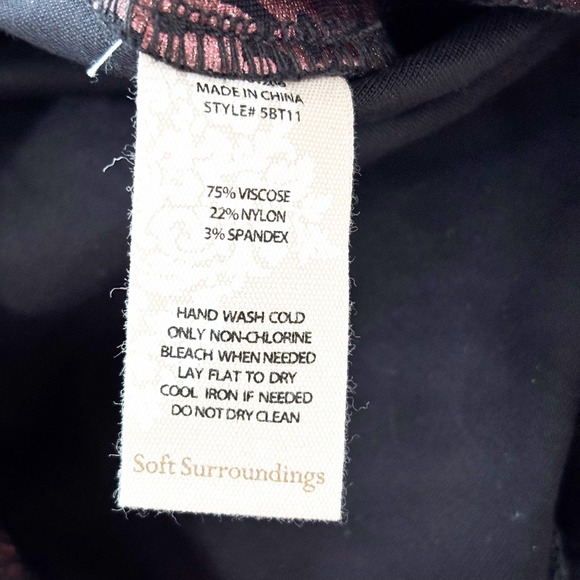 MADE IN CHINA
STYLE# 5BT11
75% VISCOSE
22% NYLON
3% SPANDEX
HAND WASH COLD
ONLY NON-CHLORINE
BLEACH WHEN NEEDED
LAY FLAT TO DRY
COOL IRON IF NEEDED
DO NOT DRY CLEAN
Soft Surroundings